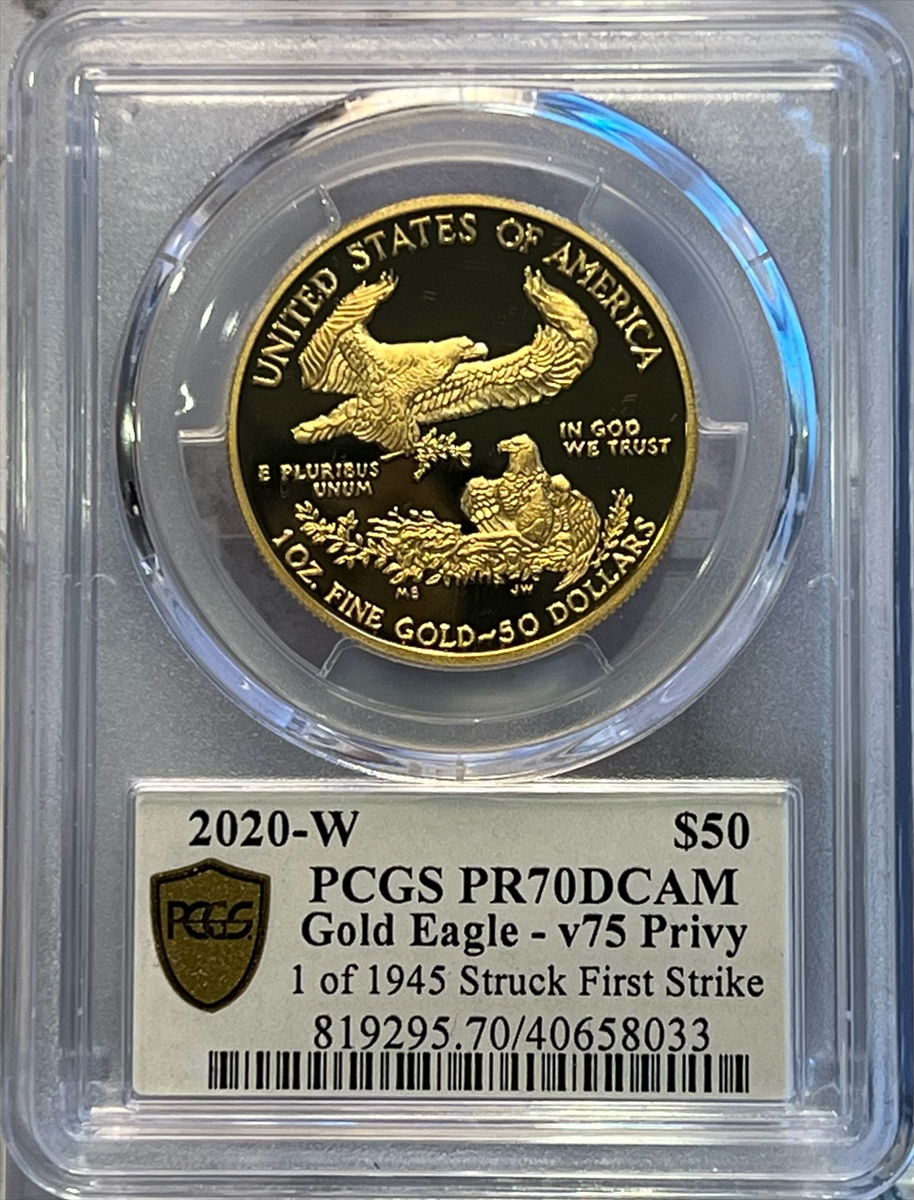 UNITED STATES OF AMERICA
IN GOD
WE TRUST
E PLURIBUS
UNUM
MB
JW
1 OZ. FINE GOLD~50 DOLLARS
2020-W $50
PCGS PR70DCAM
Gold Eagle - v75 Privy
1 of 1945 Struck First Strike
819295.70/40658033
PCGS